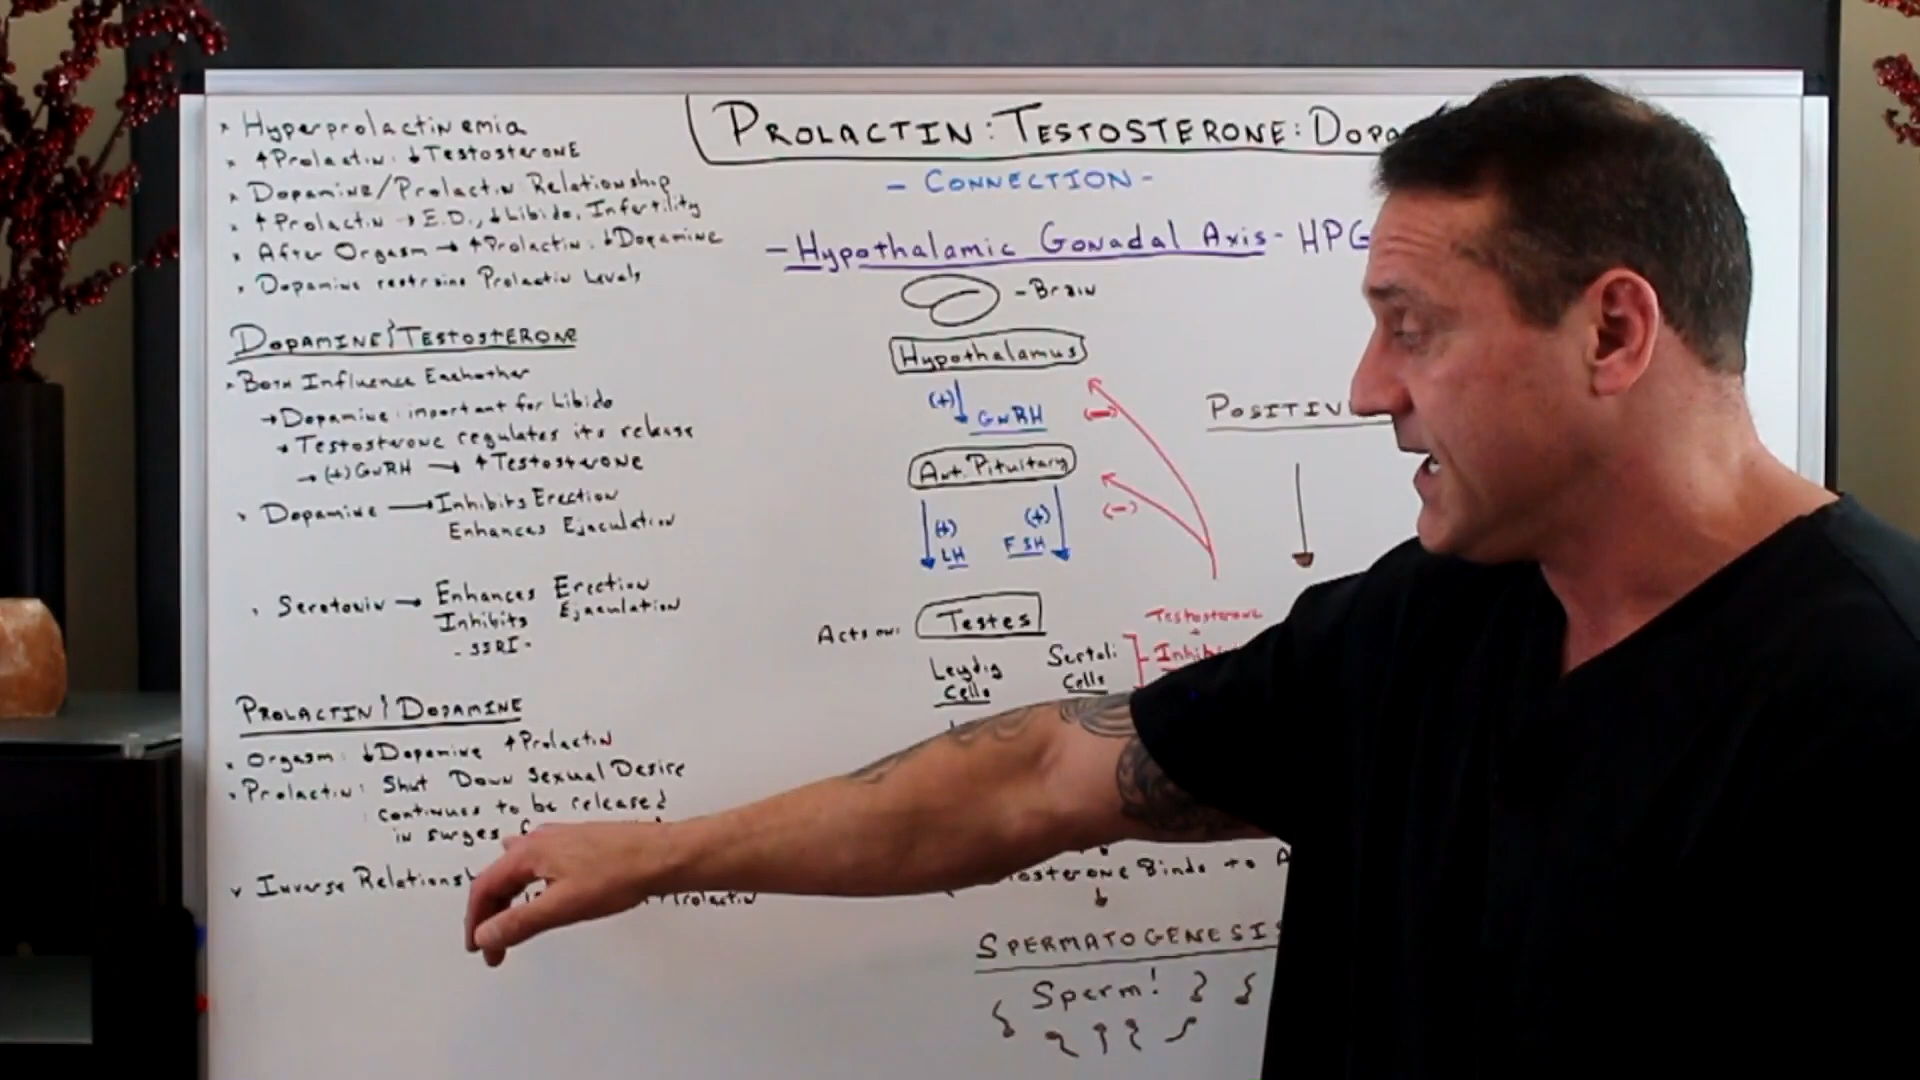 Hyperprolactinemia
↑Prolactin: ↓Testosterone
Dopamine/Prolactin Relationship
↑Prolactin → E.D., ↓Libido, Infertility
After Orgasm → ↑Prolactin: ↓Dopamine
Dopamine restrains Prolactin Levels
DOPAMINE/TESTOSTERONE
Both Influence Eachother
→Dopamine: important for Libido
→ Testosterone regulates its release
→ (+)GnRH → ↑Testosterone
Dopamine → Inhibits Erection
Enhances Ejaculation
Serotonin → Enhances Erection
Inhibits Ejaculation
- SSRI -
PROLACTIN/DOPAMINE
Orgasm: ↓Dopamine ↑Prolactin
Prolactin: Shut Down Sexual Desire
: continues to be released
in surges
Inverse
Prolactin
PROLACTIN: TESTOSTERONE:
- CONNECTION -
- Hypothalamic Gonadal Axis - HPG
- Brain
Hypothalamus
(+) GnRH (-)
Ant. Pituitary
(-)
(+) (+)
LH FSH
POSITIVE
Testosterone
+
Acts on: Testes
Leydig Cells
Sertoli Cells
Binds to
SPERMATOGENESIS
Sperm!